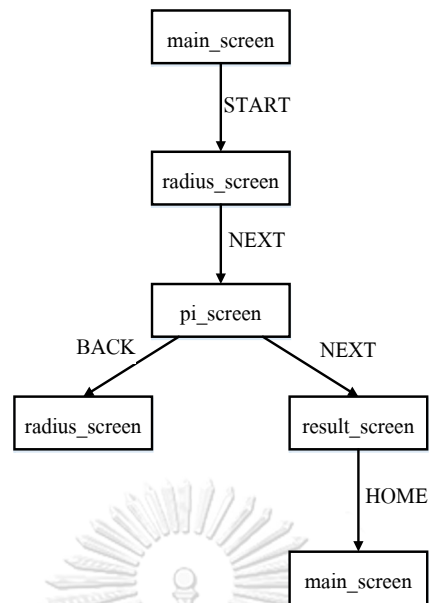 main_screen
START
radius_screen
NEXT
pi_screen
BACK
NEXT
radius_screen
result_screen
HOME
main_screen